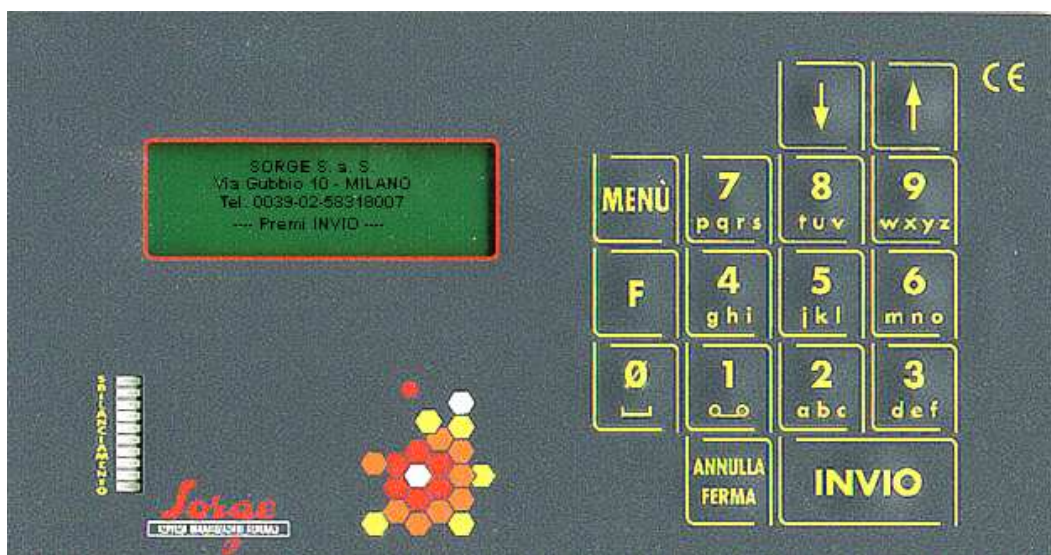 SORGE S. a. S.
Via Gubbio 10 - MILANO
Tel. 0039-02-58318007
---- Premi INVIO ----
CE
MENÙ
7
pqrs
8
tuv
9
wxyz
F
4
ghi
5
jkl
6
mno
Ø
1
2
abc
3
def
ANNULLA
FERMA
INVIO
SBILANCIAMENTO
Sorge